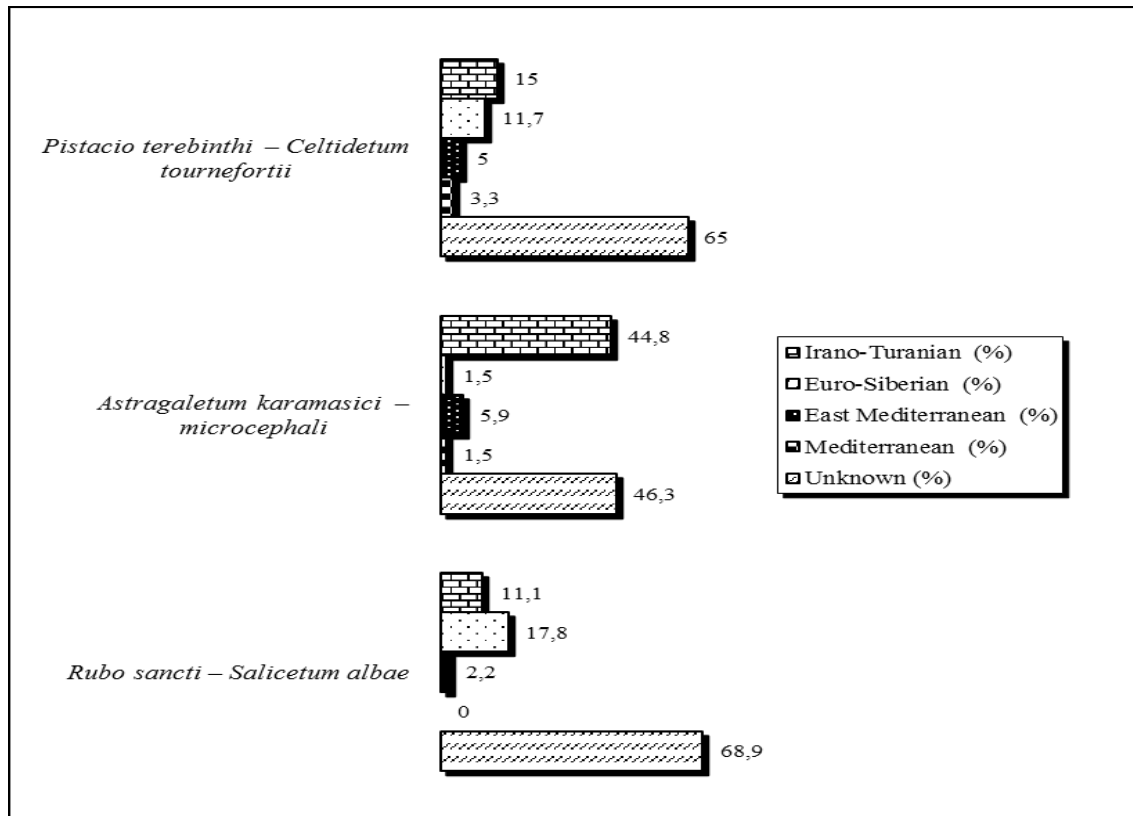 15
11,7
Pistacio terebinthi – Celtidetum
tournefortii
5
3,3
65
44,8
1,5
Astragaletum karamasici –
microcephali
5,9
1,5
46,3
Irano-Turanian (%)
Euro-Siberian (%)
East Mediterranean (%)
Mediterranean (%)
Unknown (%)
11,1
17,8
Rubo sancti – Salicetum albae
2,2
0
68,9